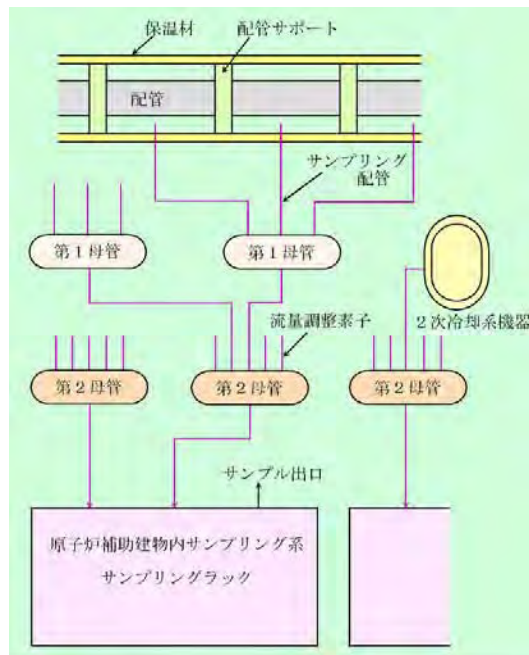 保温材
配管サポート
配管
サンプリング
配管
第1母管
第1母管
2次冷却系機器
流量調整素子
第2母管
第2母管
第2母管
サンプル出口
原子炉補助建物内サンプリング系
サンプリングラック